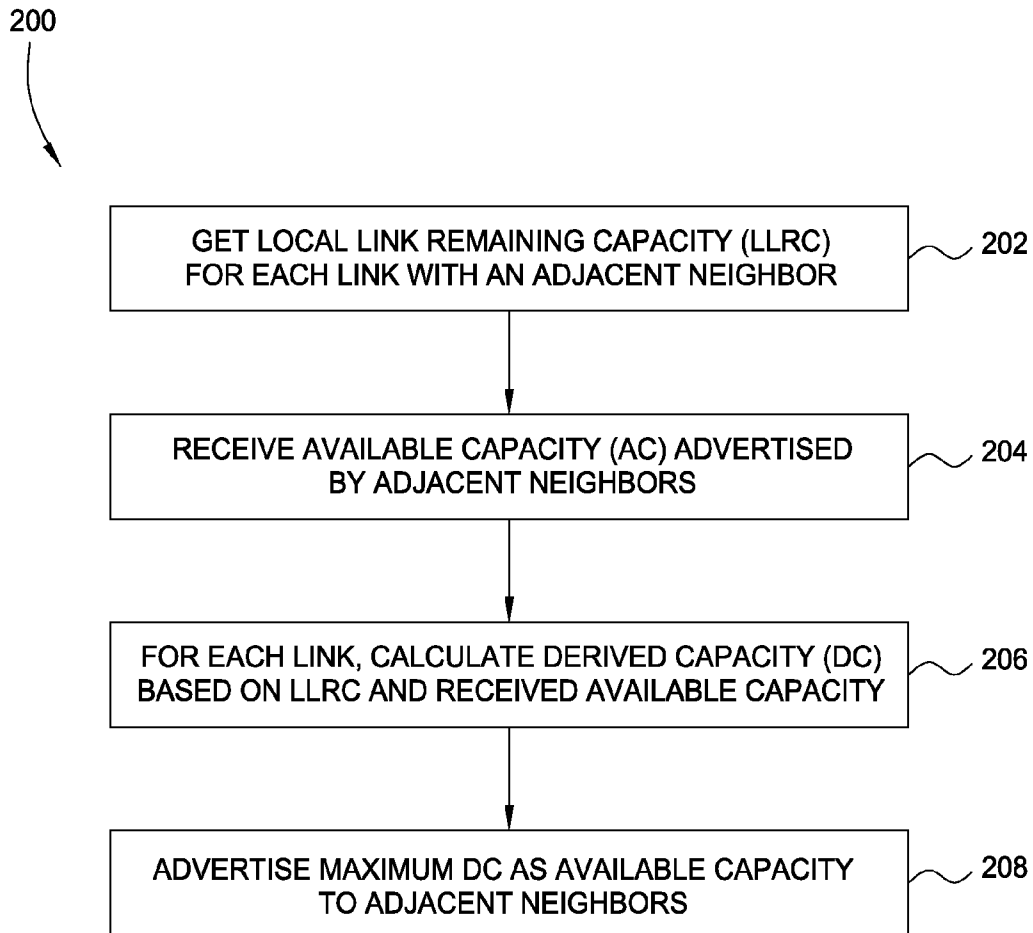 200
GET LOCAL LINK REMAINING CAPACITY (LLRC)
FOR EACH LINK WITH AN ADJACENT NEIGHBOR
202
RECEIVE AVAILABLE CAPACITY (AC) ADVERTISED
BY ADJACENT NEIGHBORS
204
FOR EACH LINK, CALCULATE DERIVED CAPACITY (DC)
BASED ON LLRC AND RECEIVED AVAILABLE CAPACITY
206
ADVERTISE MAXIMUM DC AS AVAILABLE CAPACITY
TO ADJACENT NEIGHBORS
208